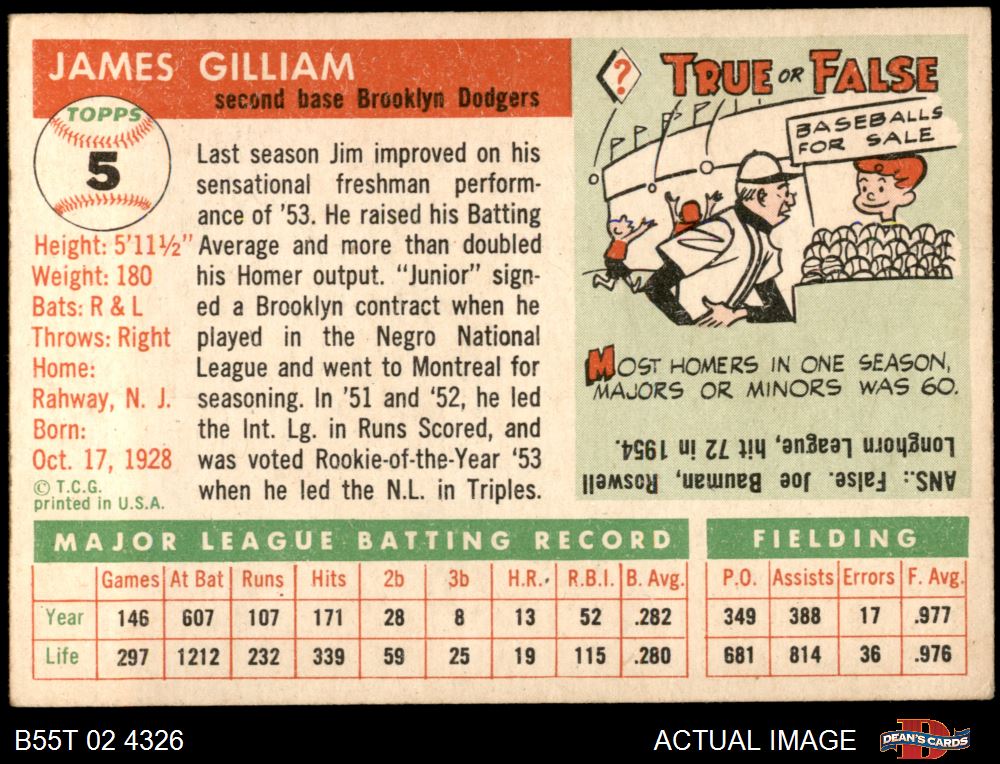 JAMES GILLIAM
second base Brooklyn Dodgers
TOPPS
5
Height: 5'11½"
Weight: 180
Bats: R & L
Throws: Right
Home:
Rahway, N. J.
Born:
Oct. 17, 1928
© T.C.G.
printed in U.S.A.
Last season Jim improved on his
sensational freshman perform-
ance of '53. He raised his Batting
Average and more than doubled
his Homer output. "Junior" sign-
ed a Brooklyn contract when he
played in the Negro National
League and went to Montreal for
seasoning. In '51 and '52, he led
the Int. Lg. in Runs Scored, and
was voted Rookie-of-the-Year '53
when he led the N.L. in Triples.
?
TRUE OR FALSE
BASEBALLS
FOR SALE
MOST HOMERS IN ONE SEASON,
MAJORS OR MINORS WAS 60.
ANS.: False. Joe Bauman, Roswell
Longhorn League, hit 72 in 1954.
MAJOR LEAGUE BATTING RECORD
Games At Bat Runs Hits 2b 3b H.R. R.B.I. B. Avg.
Year 146 607 107 171 28 8 13 52 .282
Life 297 1212 232 339 59 25 19 115 .280
FIELDING
P.O. Assists Errors F. Avg.
349 388 17 .977
681 814 36 .976
B55T 02 4326
ACTUAL IMAGE
D
DEAN'S CARDS